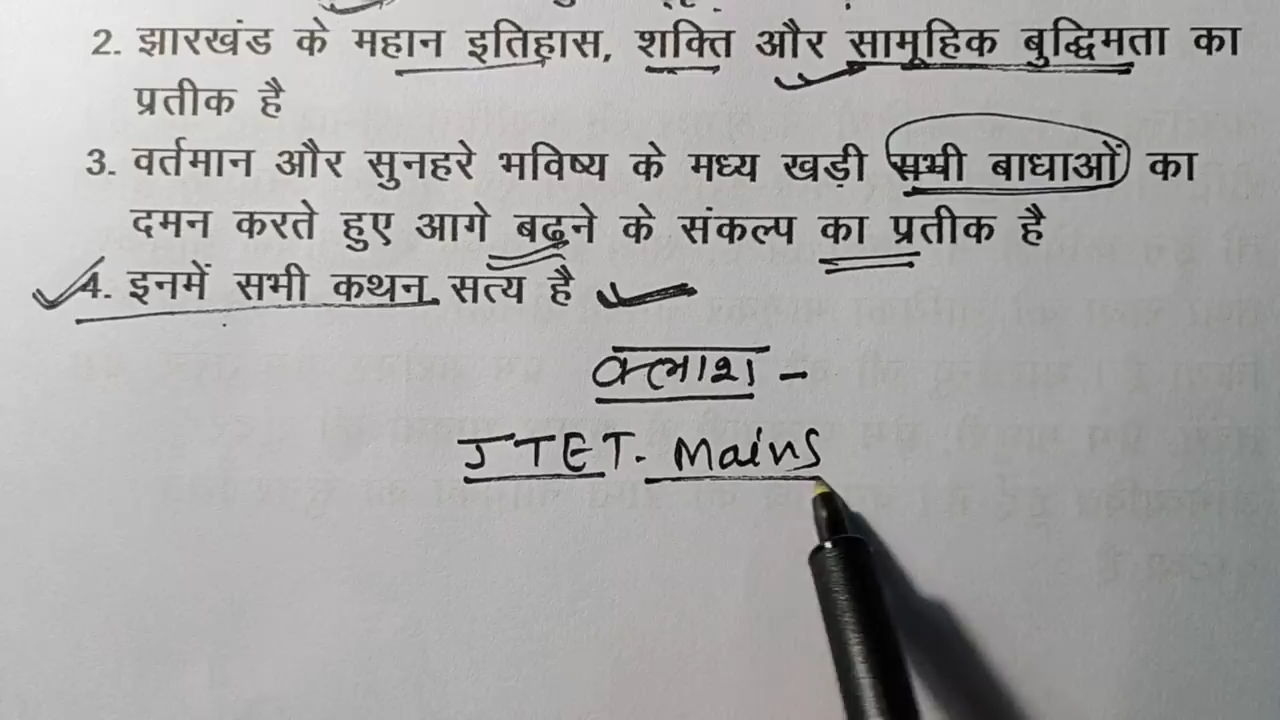 2. झारखंड के महान इतिहास, शक्ति और सामूहिक बुद्धिमता का
प्रतीक है
3. वर्तमान और सुनहरे भविष्य के मध्य खड़ी सभी बाधाओं का
दमन करते हुए आगे बढ़ने के संकल्प का प्रतीक है
4. इनमें सभी कथन सत्य है
क्लाश -
JTET. Mains